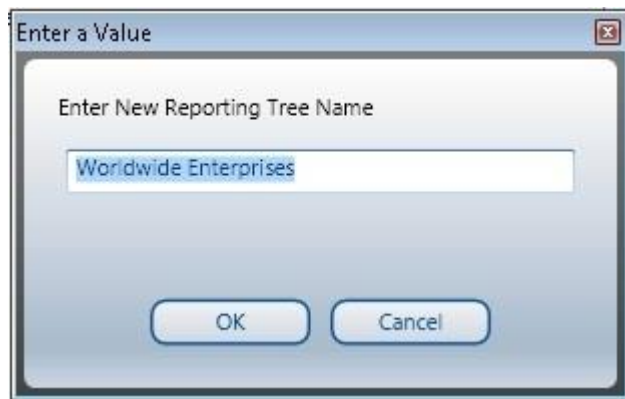 Enter a Value
Enter New Reporting Tree Name
Worldwide Enterprises
OK
Cancel